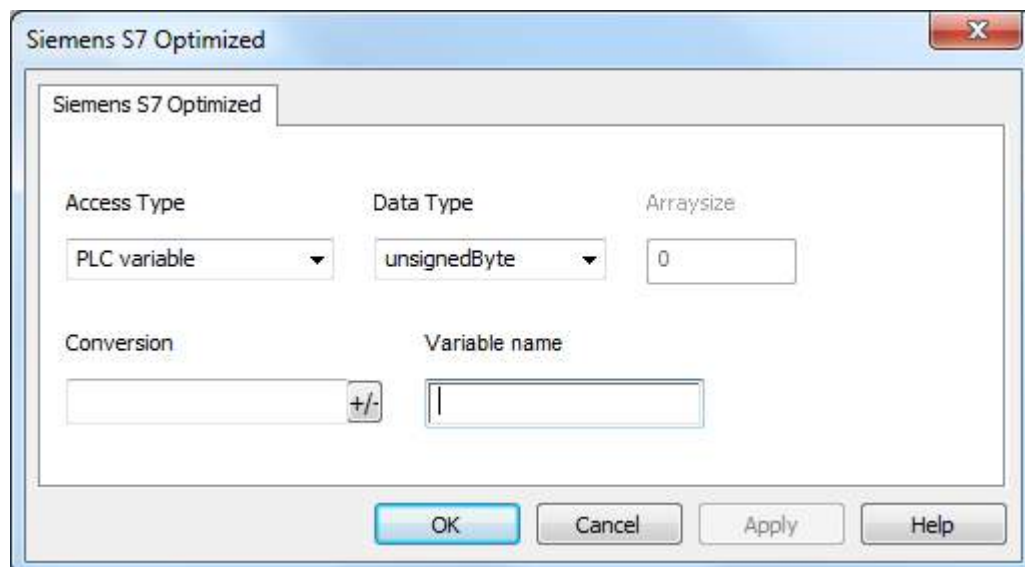 Siemens S7 Optimized
Siemens S7 Optimized
Access Type Data Type Arraysize
PLC variable unsignedByte 0
Conversion Variable name
+/-
OK Cancel Apply Help